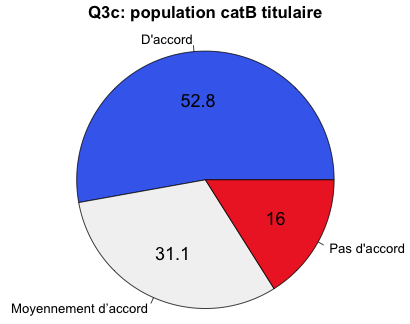 Q3c: population catB titulaire
D'accord
52.8
16
31.1
Pas d'accord
Moyennement d’accord